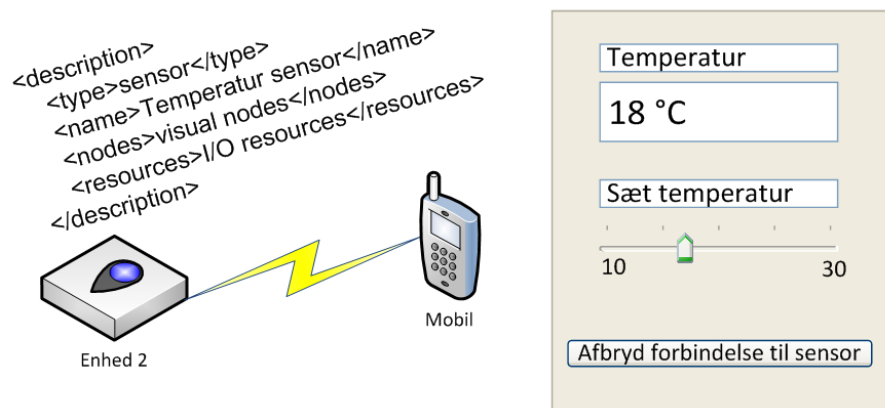 <description>
<type>sensor</type>
<name>Temperatur sensor</name>
<nodes>visual nodes</nodes>
<resources>I/O resources</resources>
</description>
Enhed 2
Mobil
Temperatur
18 °C
Sæt temperatur
10 30
Afbryd forbindelse til sensor